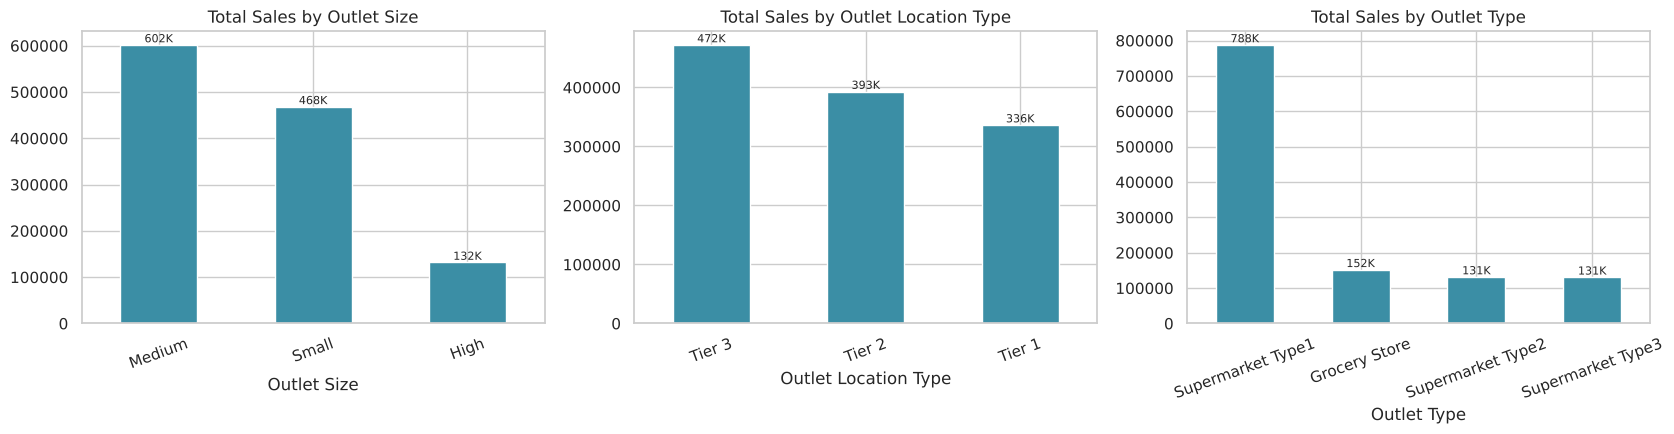 Total Sales by Outlet Size
600000
500000
400000
300000
200000
100000
0
602K
468K
132K
Medium
Small
High
Outlet Size
Total Sales by Outlet Location Type
400000
300000
200000
100000
0
472K
393K
336K
Tier 3
Tier 2
Tier 1
Outlet Location Type
Total Sales by Outlet Type
800000
700000
600000
500000
400000
300000
200000
100000
0
788K
152K
131K
131K
Supermarket Type1
Grocery Store
Supermarket Type2
Supermarket Type3
Outlet Type